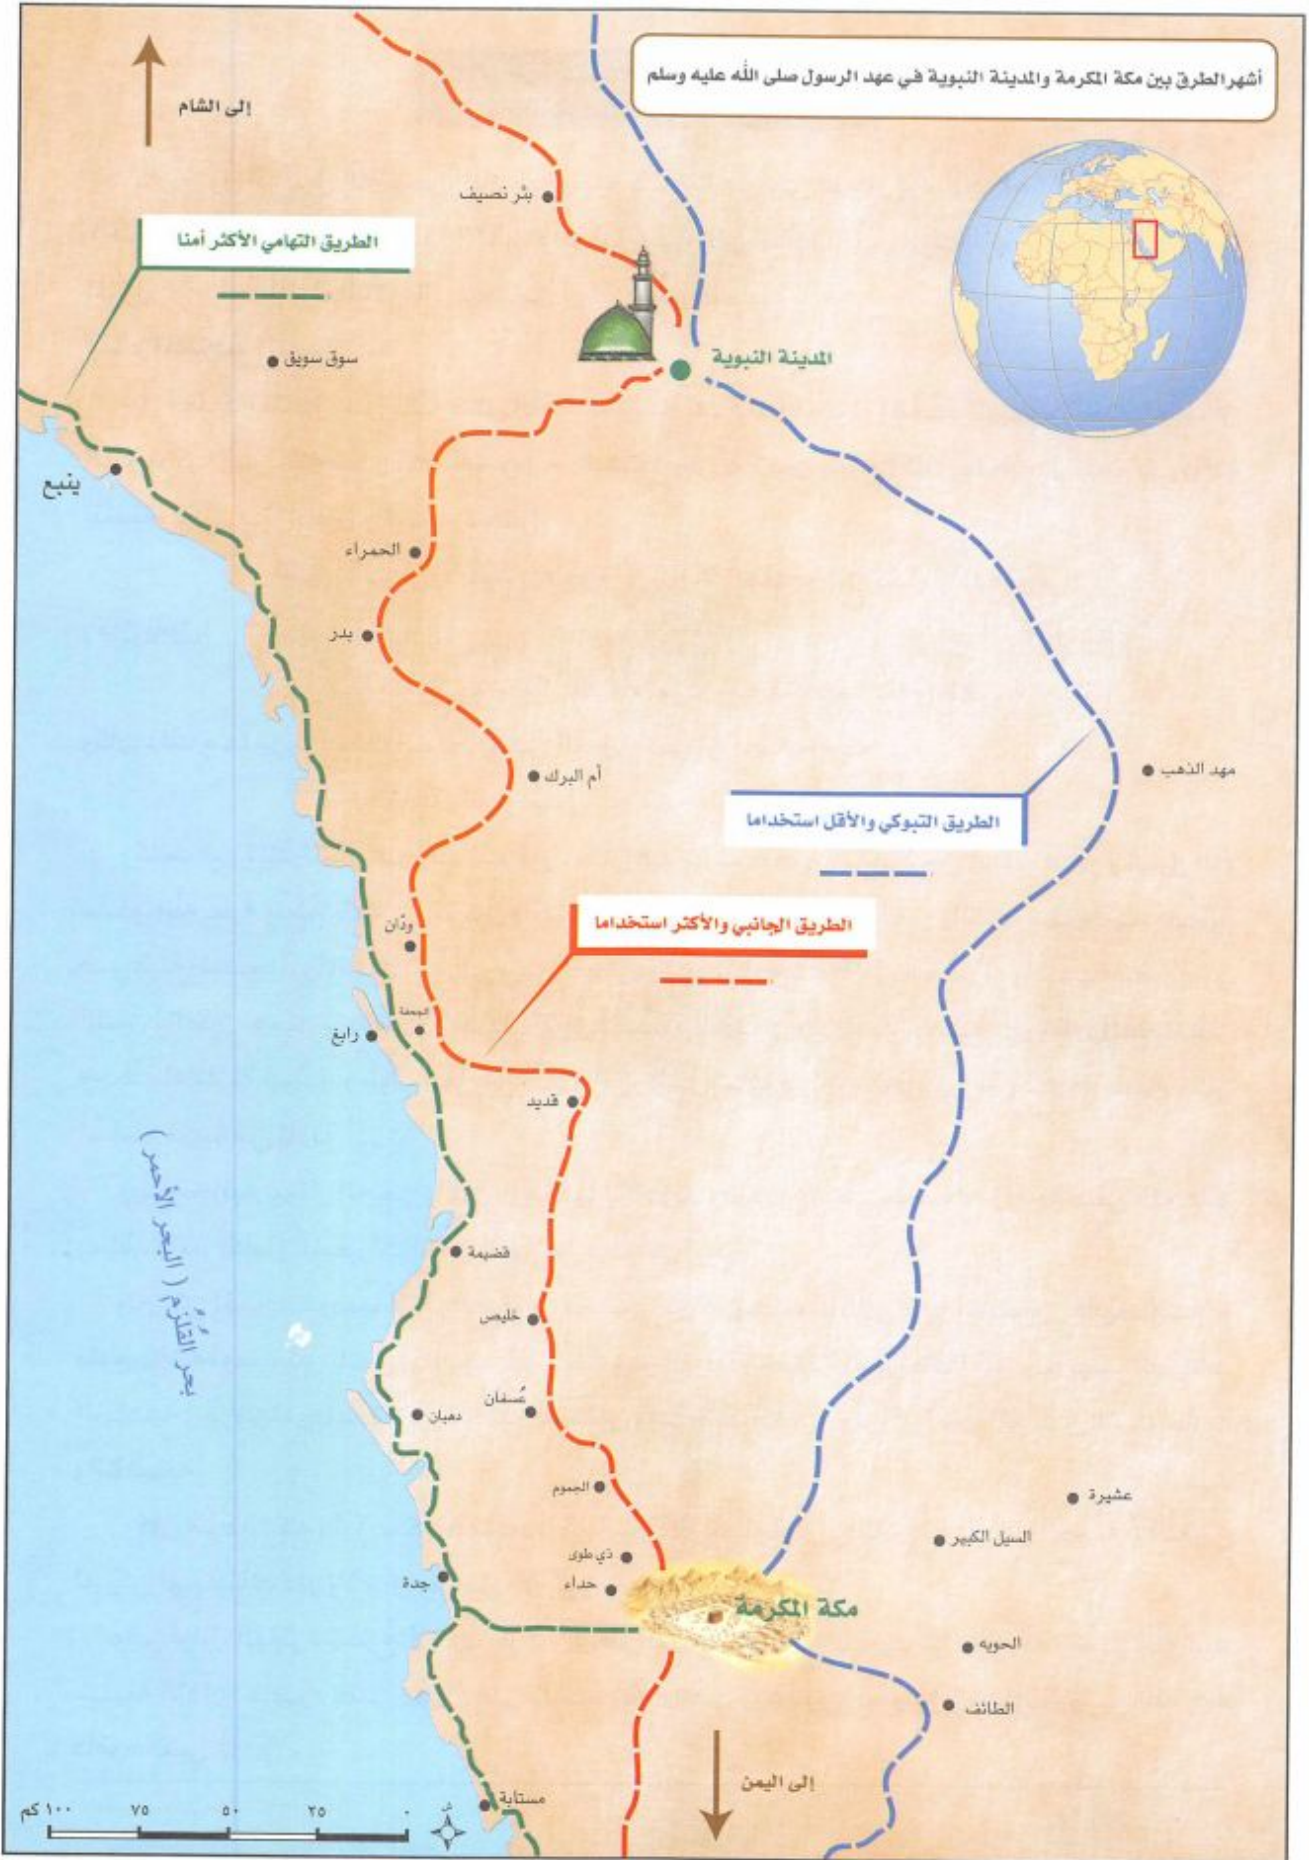 أشهر الطرق بين مكة المكرمة والمدينة النبوية في عهد الرسول صلى الله عليه وسلم
إلى الشام
بئر نصيف
الطريق التهامي الأكثر أمنا
سوق سويق
المدينة النبوية
ينبع
الحمراء
بدر
أم البرك
مهد الذهب
الطريق التبوكي والأقل استخداما
الطريق الجانبي والأكثر استخداما
ودّان
الجحفة
رابغ
قديد
بحر القُلزُم ( البحر الأحمر )
قضيمة
خليص
عُسفان
دهبان
الجموم
عشيرة
السيل الكبير
ذي طوى
حداء
جدة
مكة المكرمة
الحويه
الطائف
إلى اليمن
مستابة
١٠٠ كم ٧٥ ٥٠ ٢٥ ٠
ش